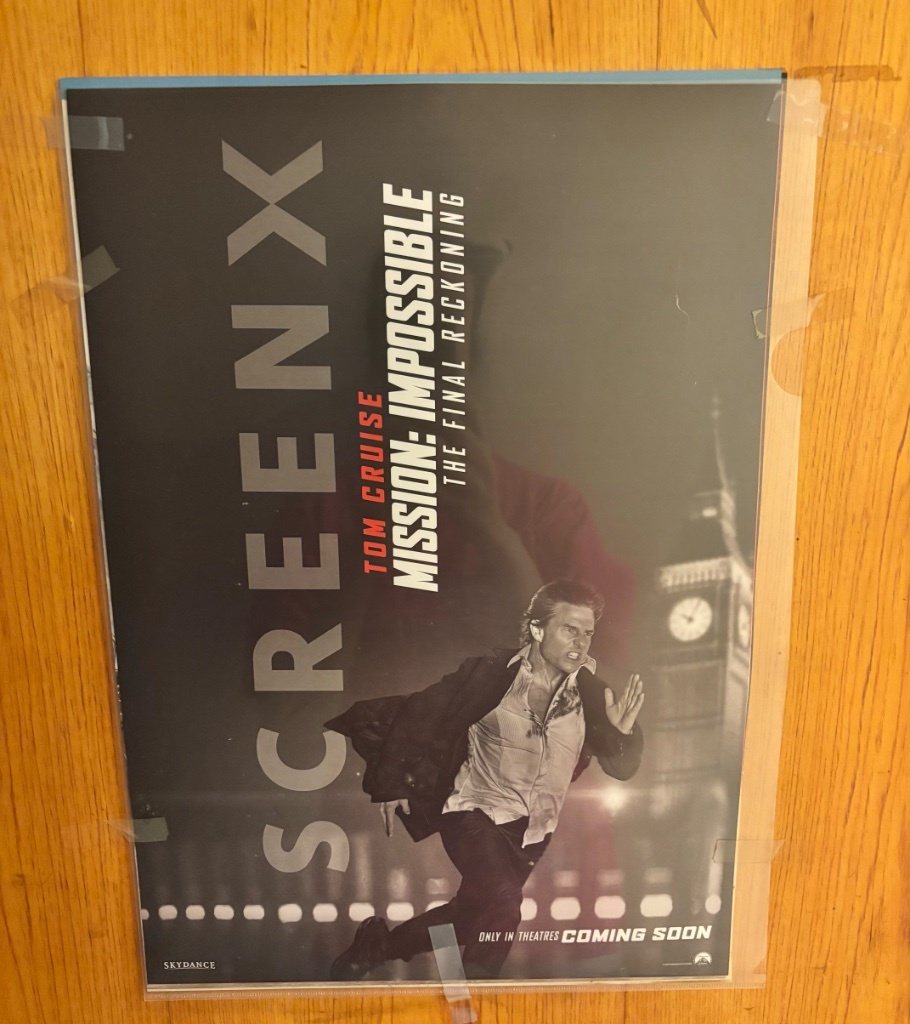 SCREENX
TOM CRUISE
MISSION: IMPOSSIBLE
THE FINAL RECKONING
ONLY IN THEATRES COMING SOON
SKYDANCE